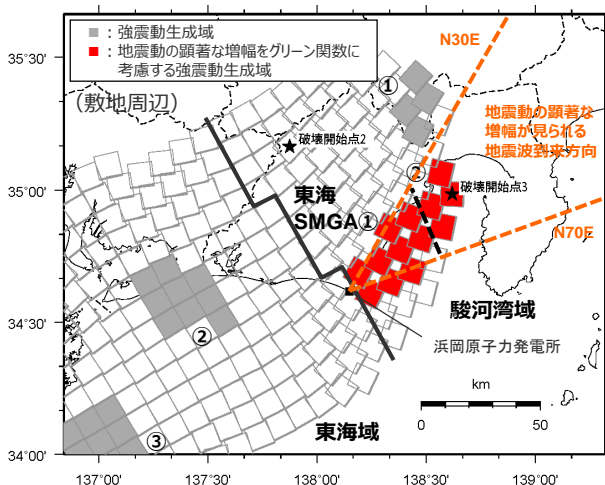 ■：強震動生成域
■：地震動の顕著な増幅をグリーン関数に
考慮する強震動生成域
（敷地周辺）
N30E
地震動の顕著な
増幅が見られる
地震波到来方向
N70E
①
②
破壊開始点2
破壊開始点3
東海
SMGA①
駿河湾域
浜岡原子力発電所
②
東海域
③
km
0
50
35°30'
35°00'
34°30'
34°00'
137°00'
137°30'
138°00'
138°30'
139°00'